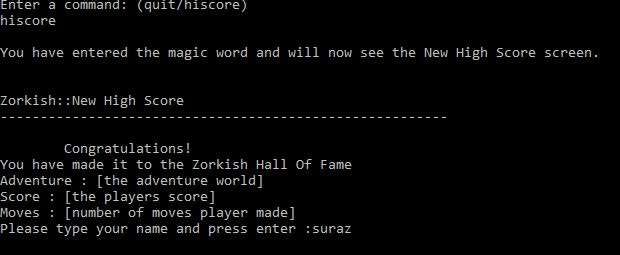 Enter a command: (quit/hiscore)
hiscore
You have entered the magic word and will now see the New High Score screen.
Zorkish::New High Score
--------------------------------------------------------
Congratulations!
You have made it to the Zorkish Hall Of Fame
Adventure : [the adventure world]
Score : [the players score]
Moves : [number of moves player made]
Please type your name and press enter :suraz